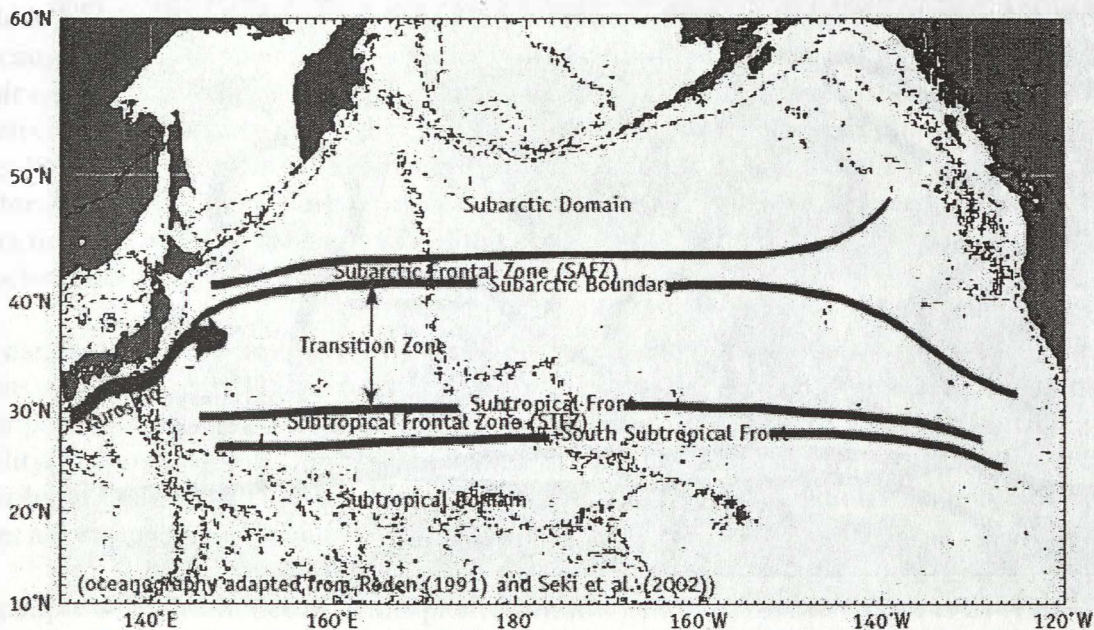 60°N
50°N
Subarctic Domain
Subarctic Frontal Zone (SAFZ)
40°N
Subarctic Boundary
Transition Zone
30°N
Subtropical Front
Subtropical Frontal Zone (STFZ)
South Subtropical Front
Subtropical Domain
20°N
(oceanography adapted from Roden (1991) and Seki et al. (2002))
10°N
140°E 160°E 180° 160°W 140°W 120°W